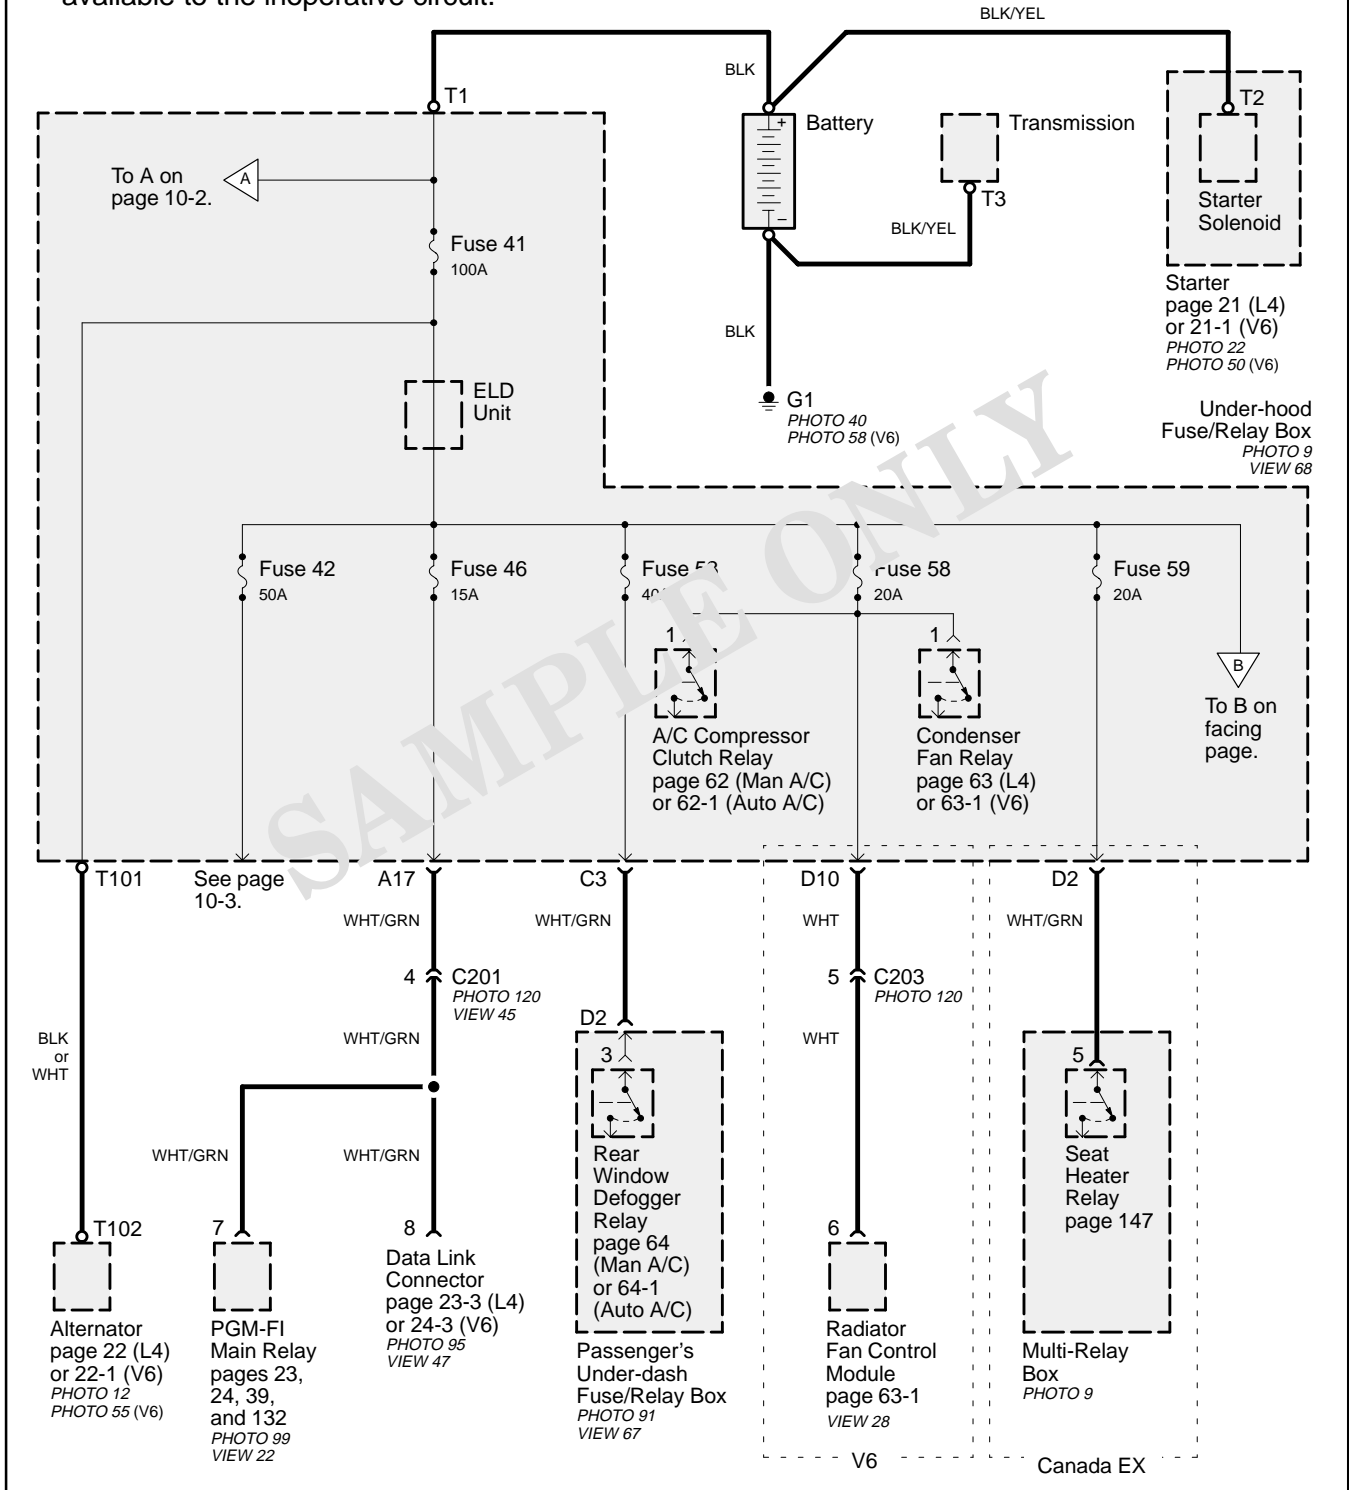 available to the inoperative circuit.
BLK/YEL
BLK
T1
T2
Battery
Transmission
+
To A on
page 10-2.
A
T3
Starter
Solenoid
BLK/YEL
–
Fuse 41
100A
Starter
page 21 (L4)
or 21-1 (V6)
PHOTO 22
PHOTO 50 (V6)
BLK
ELD
Unit
G1
PHOTO 40
PHOTO 58 (V6)
Under-hood
Fuse/Relay Box
PHOTO 9
VIEW 68
SAMPLE ONLY
Fuse 42
50A
Fuse 46
15A
Fuse
Fuse 58
20A
Fuse 59
20A
1
1
B
A/C Compressor
Clutch Relay
page 62 (Man A/C)
or 62-1 (Auto A/C)
Condenser
Fan Relay
page 63 (L4)
or 63-1 (V6)
To B on
facing
page.
T101
See page
10-3.
A17
C3
D10
D2
WHT/GRN
WHT/GRN
WHT
WHT/GRN
4
C201
PHOTO 120
VIEW 45
5
C203
PHOTO 120
D2
BLK
or
WHT
WHT/GRN
WHT
3
5
WHT/GRN
WHT/GRN
Rear
Window
Defogger
Relay
page 64
(Man A/C)
or 64-1
(Auto A/C)
Seat
Heater
Relay
page 147
T102
7
8
6
Data Link
Connector
page 23-3 (L4)
or 24-3 (V6)
PHOTO 95
VIEW 47
Alternator
page 22 (L4)
or 22-1 (V6)
PHOTO 12
PHOTO 55 (V6)
PGM-FI
Main Relay
pages 23,
24, 39,
and 132
PHOTO 99
VIEW 22
Passenger's
Under-dash
Fuse/Relay Box
PHOTO 91
VIEW 67
Radiator
Fan Control
Module
page 63-1
VIEW 28
Multi-Relay
Box
PHOTO 9
V6
Canada EX